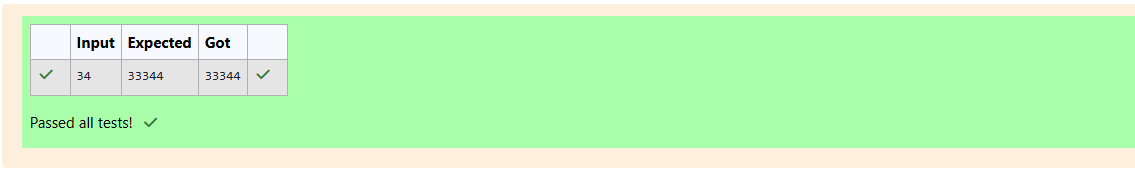 Input Expected Got
34 33344 33344
Passed all tests!